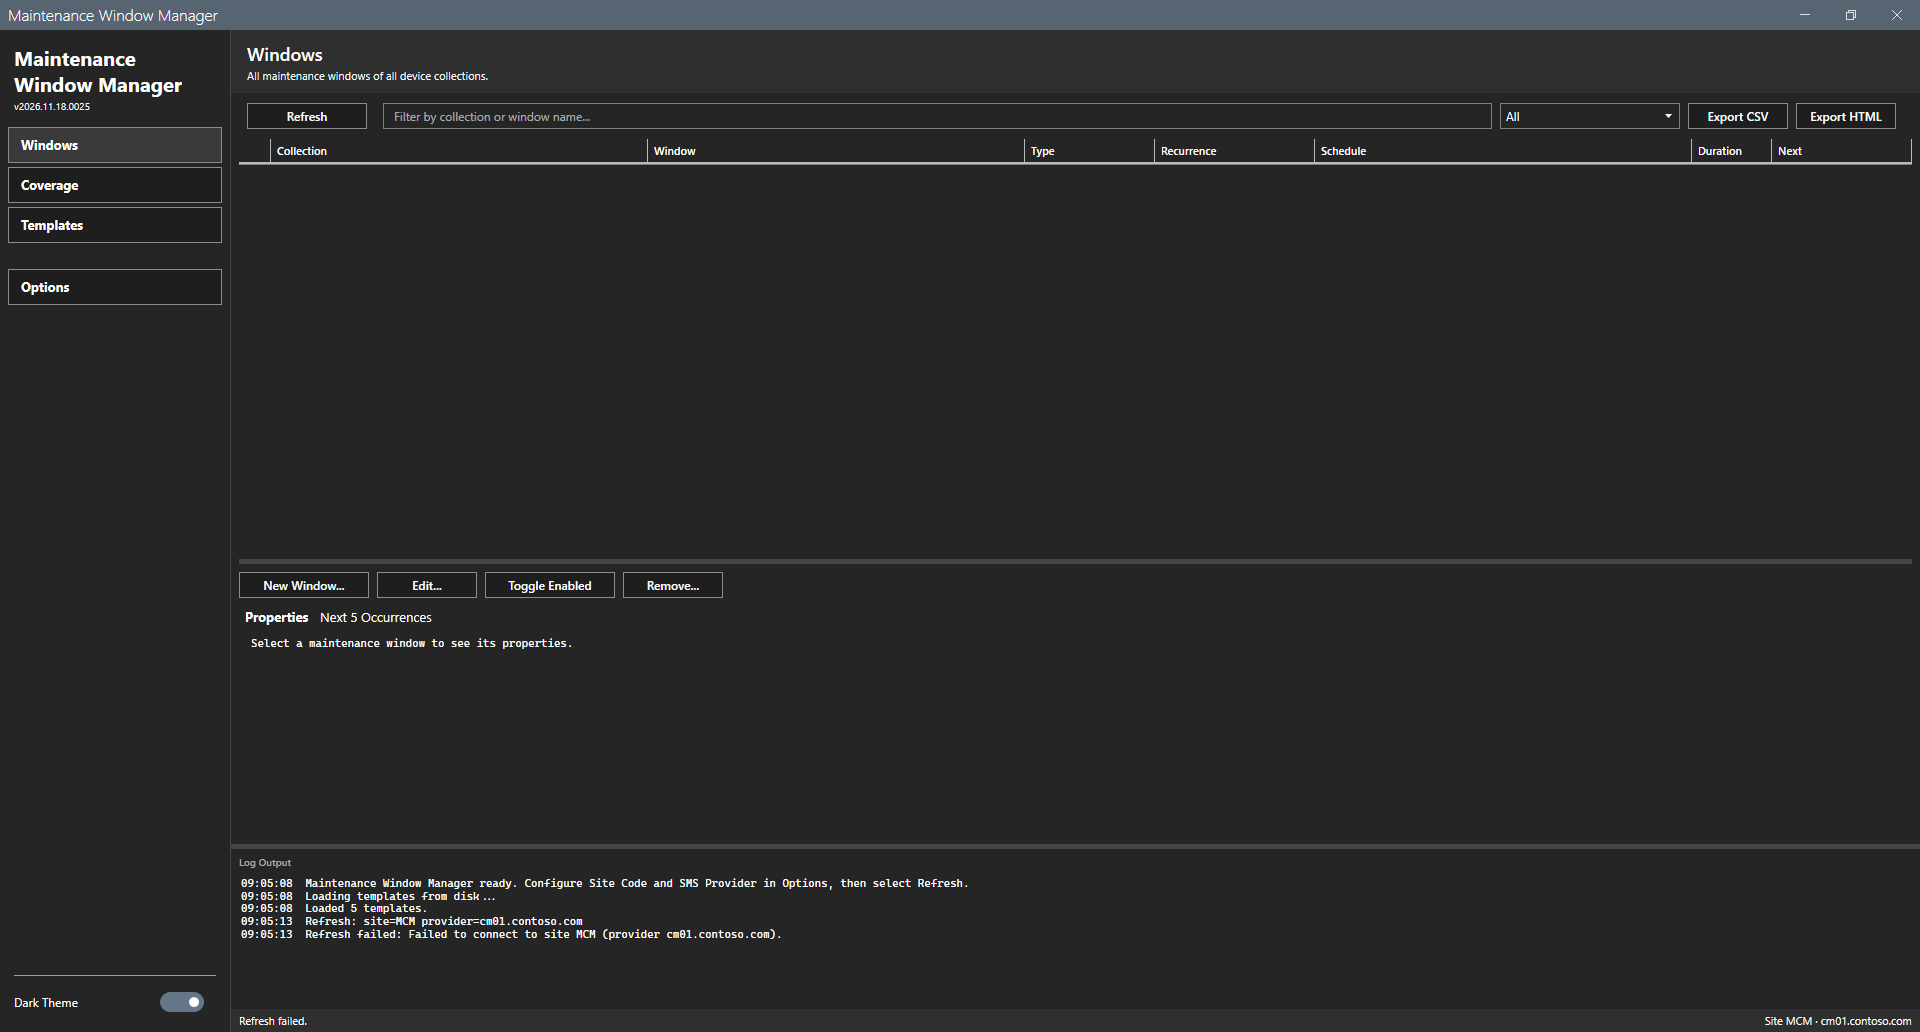 Maintenance Window Manager
Maintenance
Window Manager
v2026.11.18.0025
Windows
Coverage
Templates
Options
Dark Theme
Windows
All maintenance windows of all device collections.
Refresh
Filter by collection or window name...
All
Export CSV
Export HTML
Collection
Window
Type
Recurrence
Schedule
Duration
Next
New Window...
Edit...
Toggle Enabled
Remove...
Properties
Next 5 Occurrences
Select a maintenance window to see its properties.
Log Output
09:05:08 Maintenance Window Manager ready. Configure Site Code and SMS Provider in Options, then select Refresh.
09:05:08 Loading templates from disk...
09:05:08 Loaded 5 templates.
09:05:13 Refresh: site=MCM provider=cm01.contoso.com
09:05:13 Refresh failed: Failed to connect to site MCM (provider cm01.contoso.com).
Refresh failed.
Site MCM · cm01.contoso.com